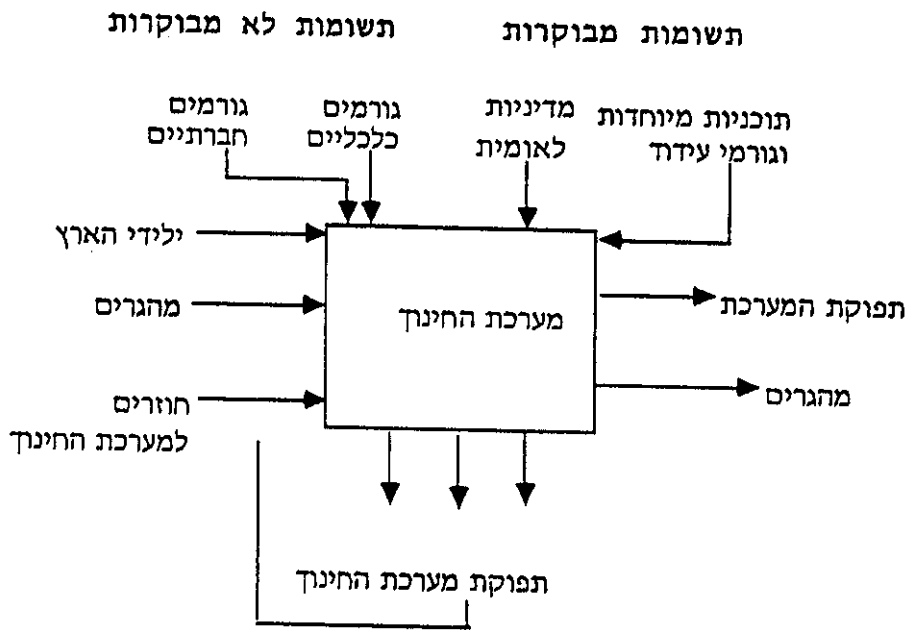 תשומות מבוקרות
תשומות לא מבוקרות
תוכניות מיוחדות
וגורמי עידוד
מדיניות
לאומית
גורמים
כלכליים
גורמים
חברתיים
ילידי הארץ
מהגרים
מערכת החינוך
תפוקת המערכת
מהגרים
חוזרים
למערכת החינוך
תפוקת מערכת החינוך